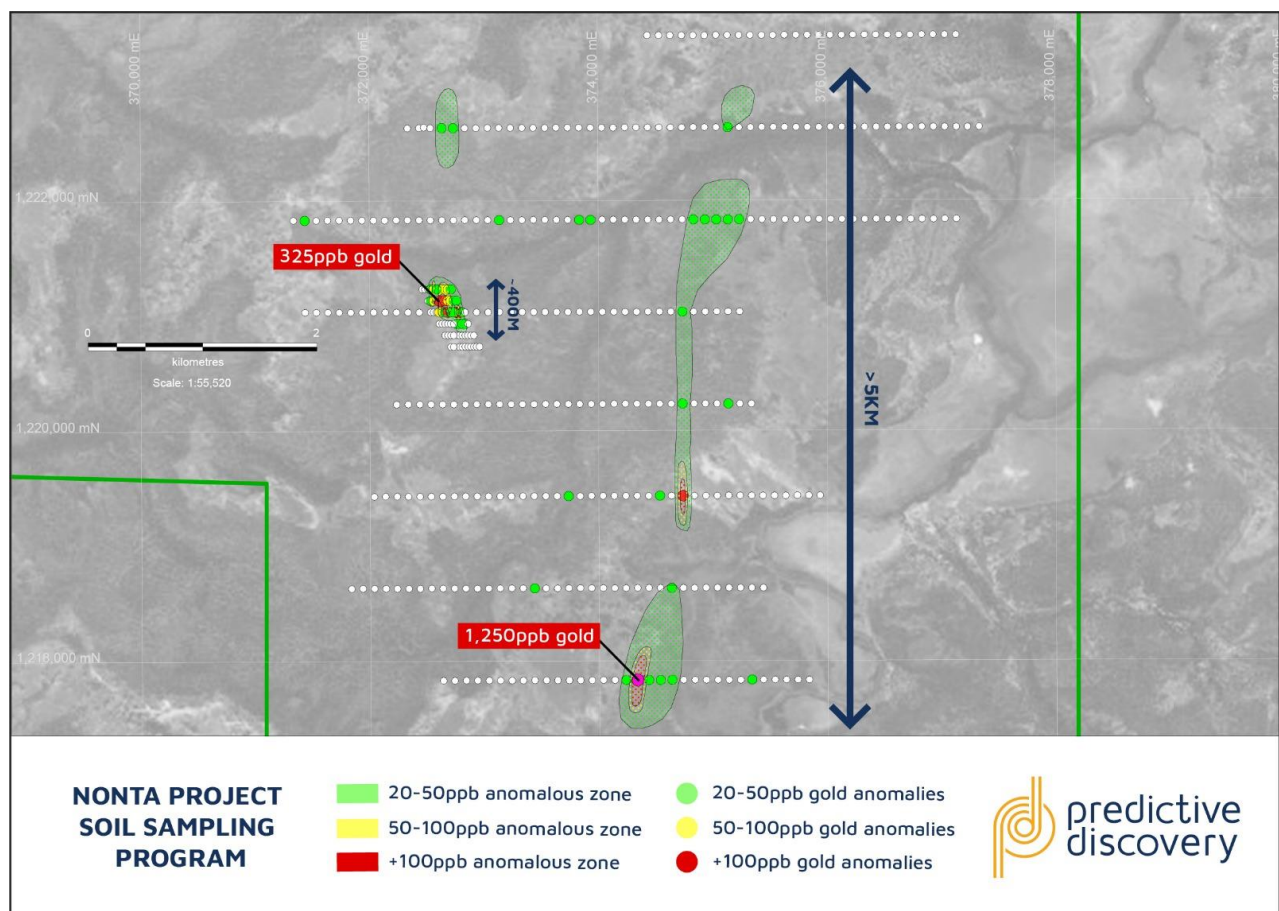 370,000 mE
372,000 mE
374,000 mE
376,000 mE
378,000 mE
1,222,000 mN
325ppb gold
~400M
0
2
kilometres
Scale: 1:55,520
>5KM
1,220,000 mN
1,250ppb gold
1,218,000 mN
NONTA PROJECT
SOIL SAMPLING
PROGRAM
20-50ppb anomalous zone
50-100ppb anomalous zone
+100ppb anomalous zone
20-50ppb gold anomalies
50-100ppb gold anomalies
+100ppb gold anomalies
predictive
discovery